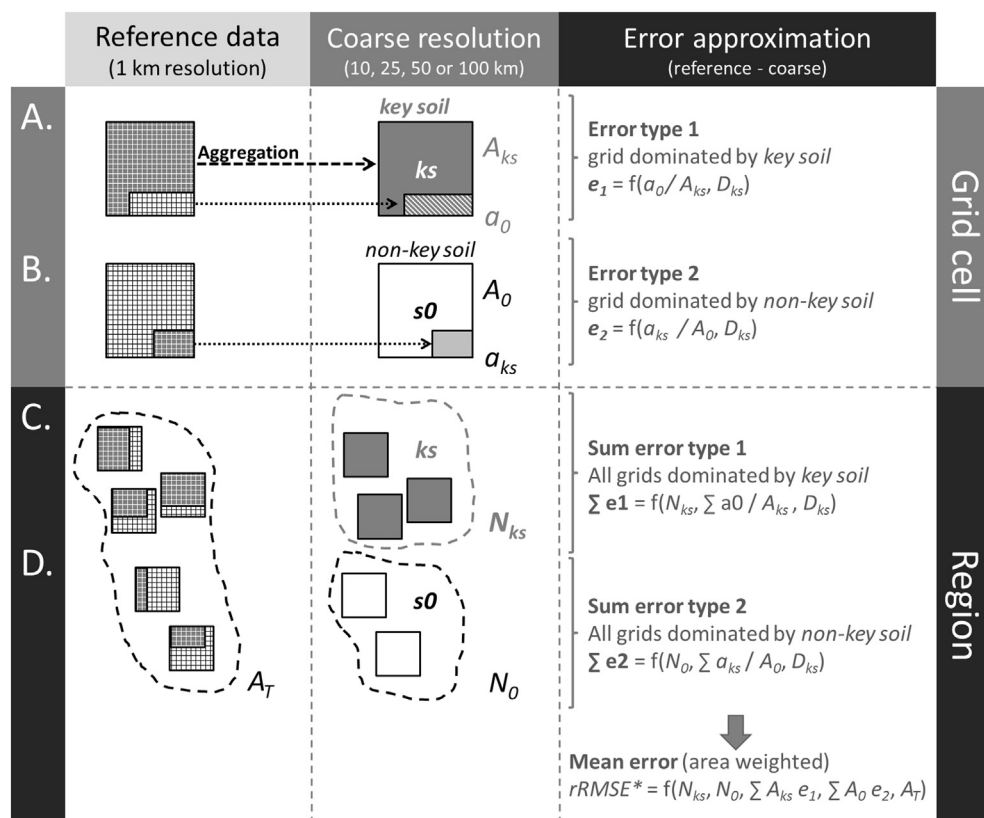 Reference data
(1 km resolution)
Coarse resolution
(10, 25, 50 or 100 km)
Error approximation
(reference - coarse)
A.
Aggregation
key soil
ks
A_ks
a_0
Error type 1
grid dominated by key soil
e_1 = f(a_0/ A_ks, D_ks)
Grid cell
B.
non-key soil
s0
A_0
a_ks
Error type 2
grid dominated by non-key soil
e_2 = f(a_ks / A_0, D_ks)
C.
ks
N_ks
Sum error type 1
All grids dominated by key soil
∑ e1 = f(N_ks, ∑ a0 / A_ks , D_ks)
Region
D.
A_T
s0
N_0
Sum error type 2
All grids dominated by non-key soil
∑ e2 = f(N_0, ∑ a_ks / A_0, D_ks)
Mean error (area weighted)
rRMSE* = f(N_ks, N_0, ∑ A_ks e_1, ∑ A_0 e_2, A_T)